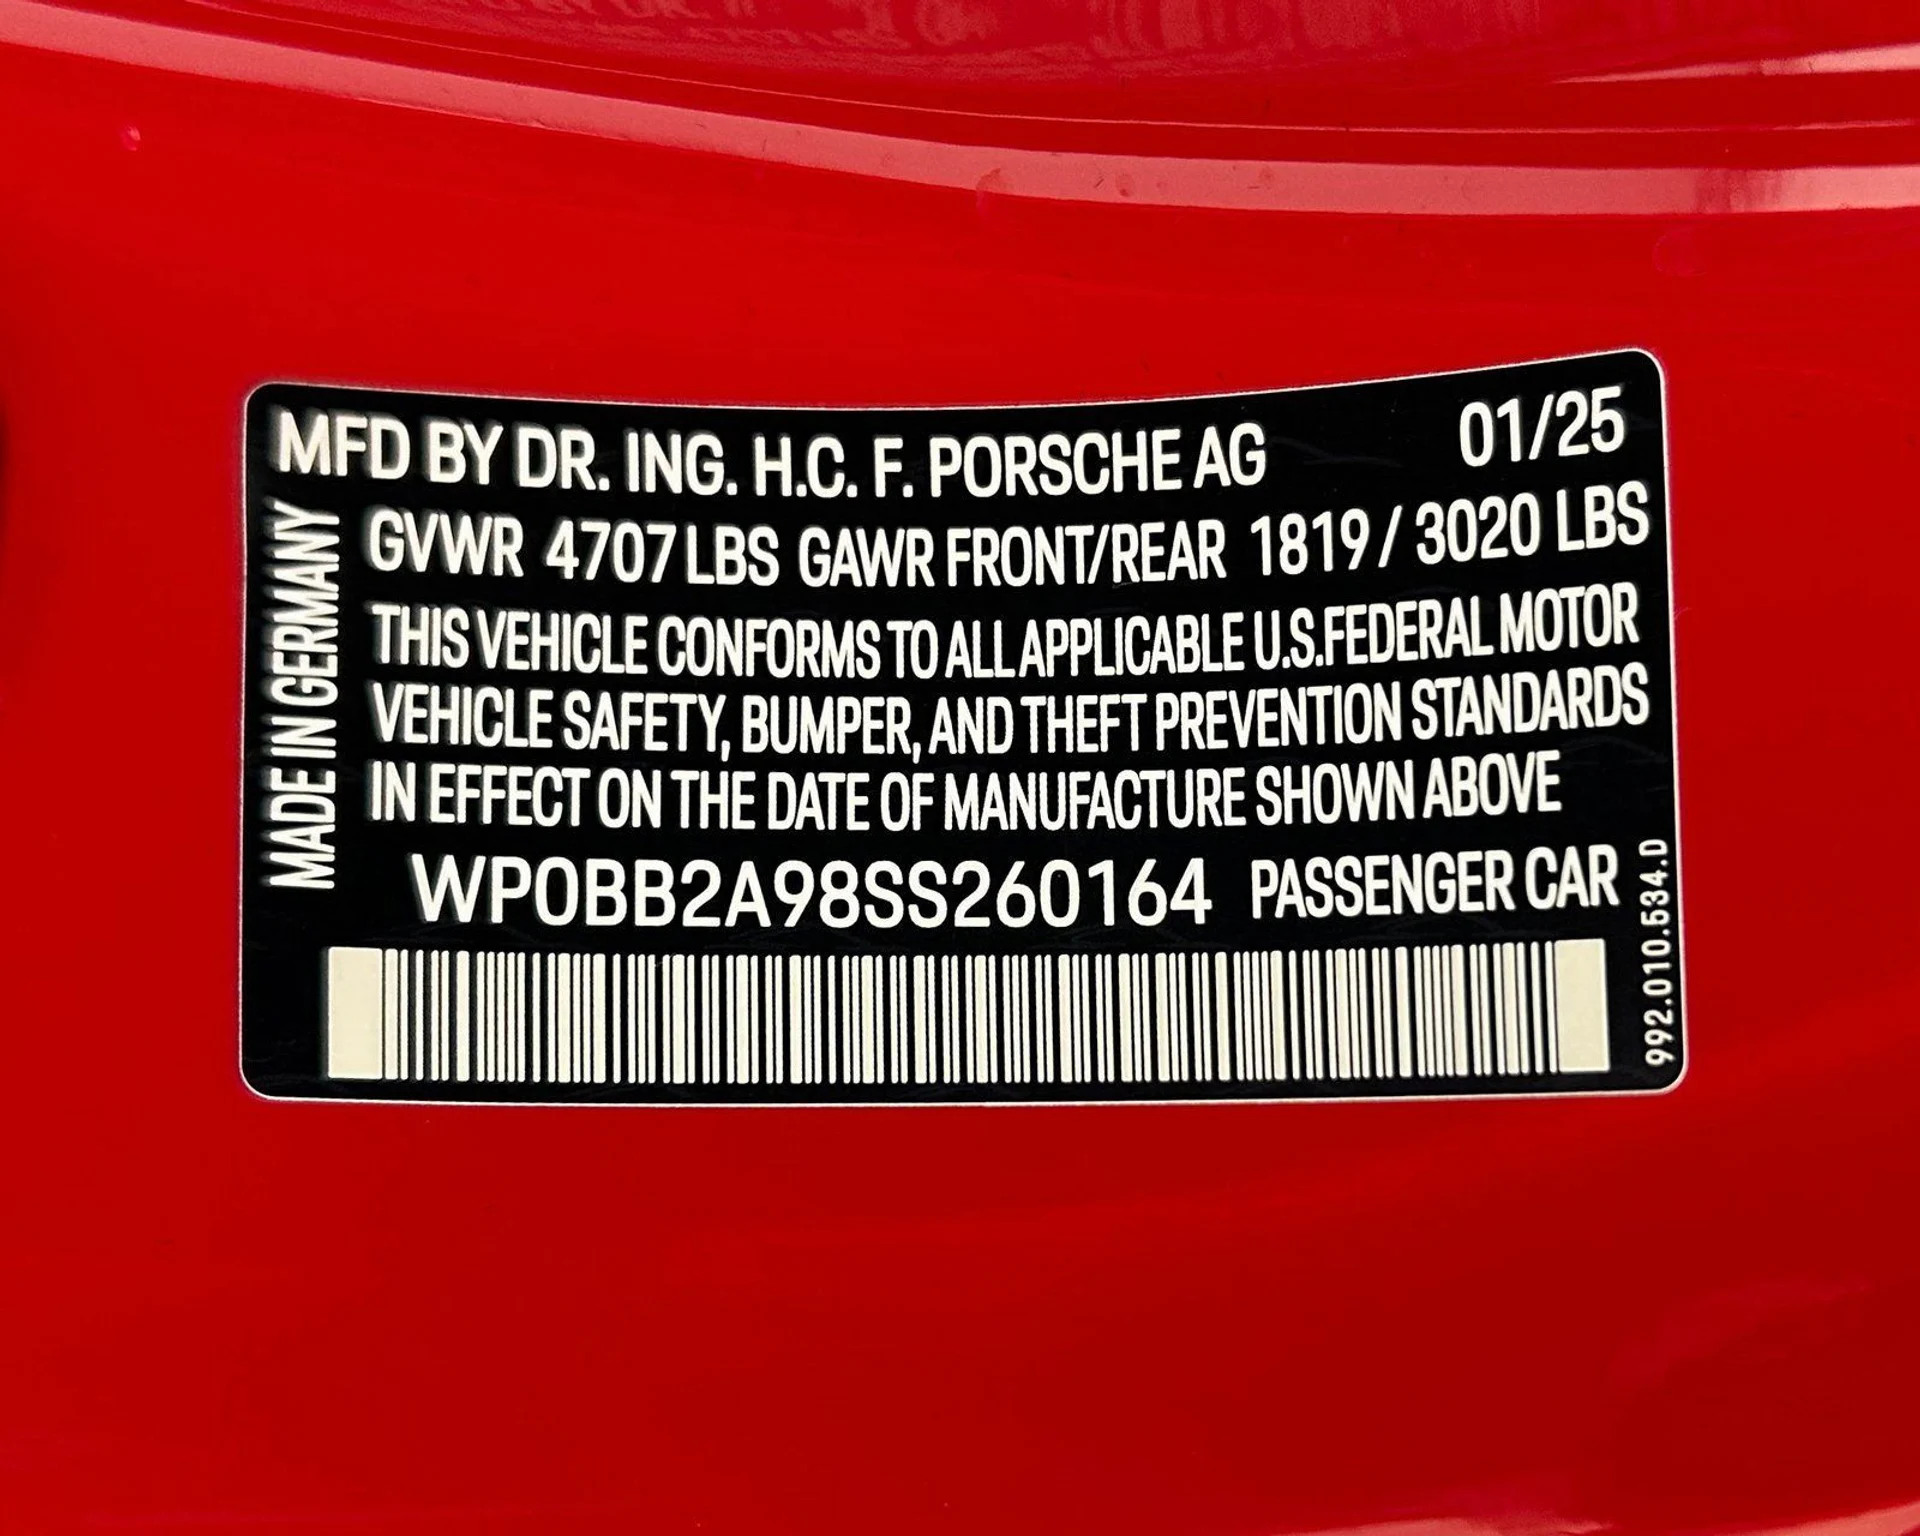 MFD BY DR. ING. H.C. F. PORSCHE AG 01/25
GVWR 4707 LBS GAWR FRONT/REAR 1819 / 3020 LBS
THIS VEHICLE CONFORMS TO ALL APPLICABLE U.S.FEDERAL MOTOR
VEHICLE SAFETY, BUMPER, AND THEFT PREVENTION STANDARDS
IN EFFECT ON THE DATE OF MANUFACTURE SHOWN ABOVE
WP0BB2A98SS260164 PASSENGER CAR
MADE IN GERMANY
992.010.534.D